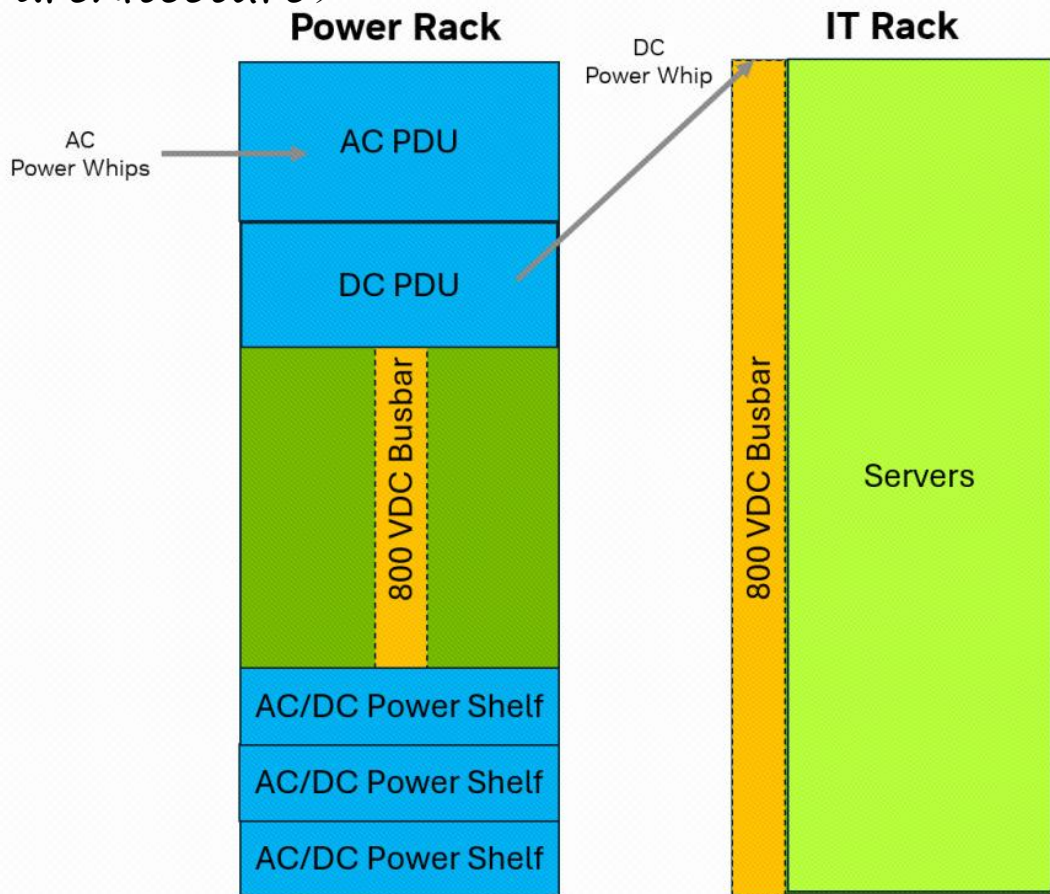 Power Rack
IT Rack
DC
Power Whip
AC
Power Whips
AC PDU
DC PDU
800 VDC Busbar
800 VDC Busbar
Servers
AC/DC Power Shelf
AC/DC Power Shelf
AC/DC Power Shelf